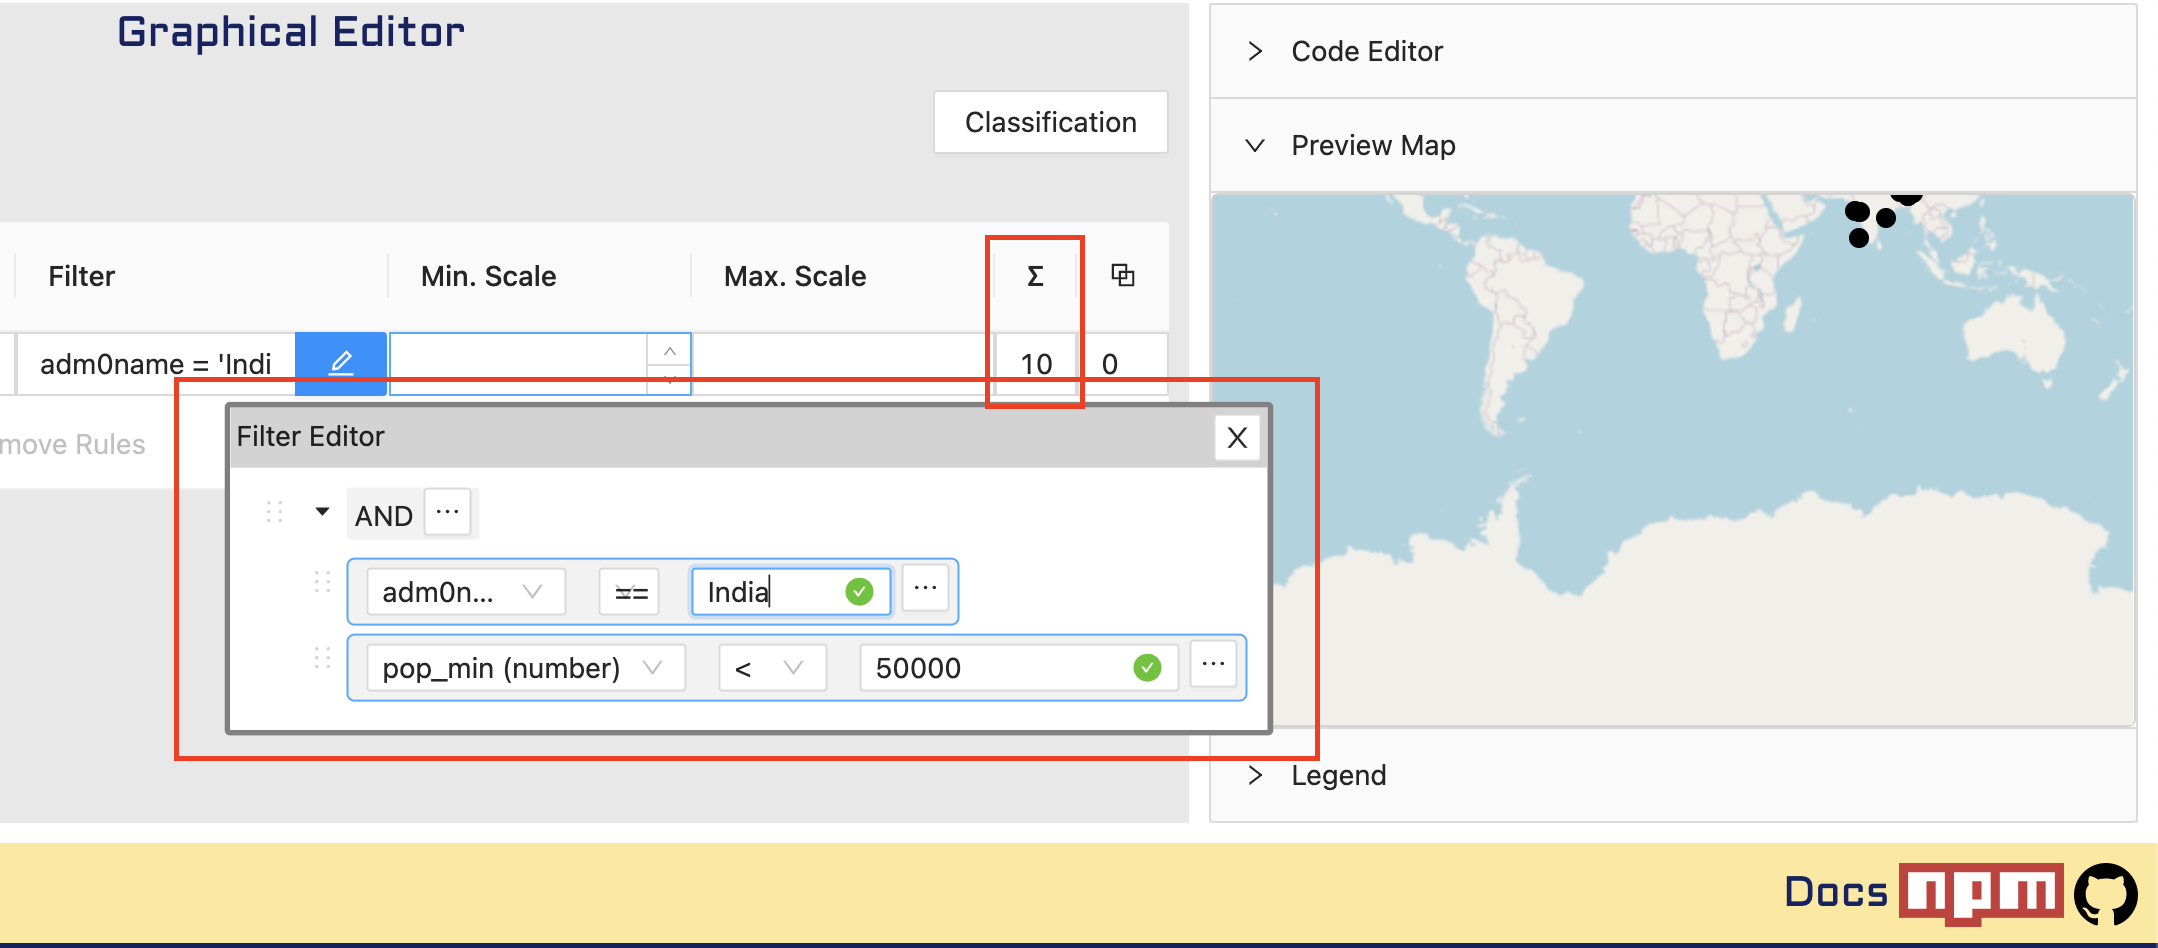 Graphical Editor
Classification
Filter
Min. Scale
Max. Scale
Σ
adm0name = 'Indi
10
0
move Rules
Filter Editor
X
AND
...
adm0n...
==
India
...
pop_min (number)
<
50000
...
Code Editor
Preview Map
Legend
Docs
npm